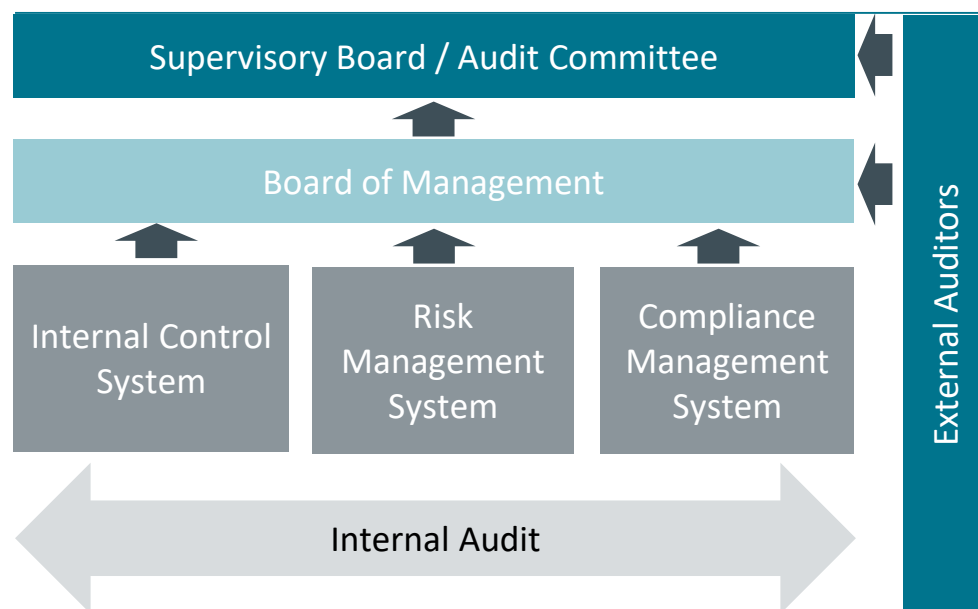 Supervisory Board / Audit Committee
Board of Management
Internal Control
System
Risk
Management
System
Compliance
Management
System
Internal Audit
External Auditors